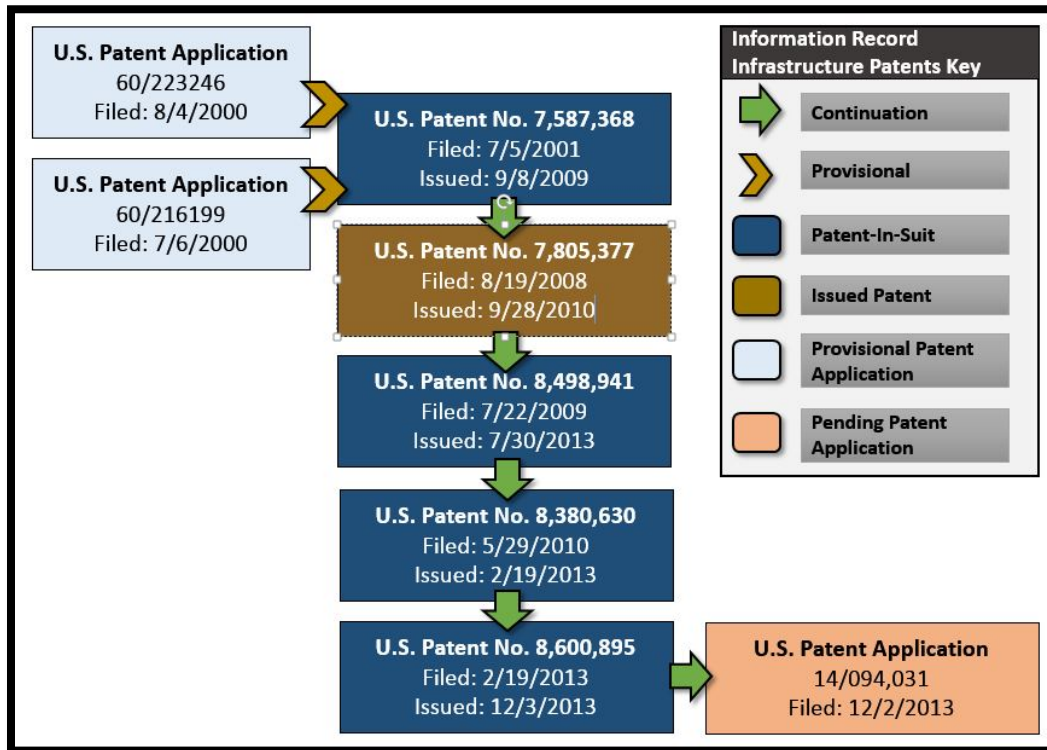 U.S. Patent Application
60/223246
Filed: 8/4/2000
U.S. Patent Application
60/216199
Filed: 7/6/2000
U.S. Patent No. 7,587,368
Filed: 7/5/2001
Issued: 9/8/2009
U.S. Patent No. 7,805,377
Filed: 8/19/2008
Issued: 9/28/2010
U.S. Patent No. 8,498,941
Filed: 7/22/2009
Issued: 7/30/2013
U.S. Patent No. 8,380,630
Filed: 5/29/2010
Issued: 2/19/2013
U.S. Patent No. 8,600,895
Filed: 2/19/2013
Issued: 12/3/2013
U.S. Patent Application
14/094,031
Filed: 12/2/2013
Information Record
Infrastructure Patents Key
Continuation
Provisional
Patent-In-Suit
Issued Patent
Provisional Patent
Application
Pending Patent
Application